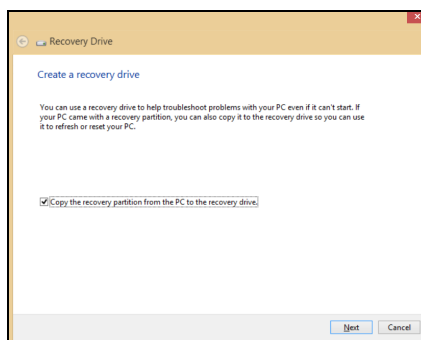 Recovery Drive
Create a recovery drive
You can use a recovery drive to help troubleshoot problems with your PC even if it can't start. If
your PC came with a recovery partition, you can also copy it to the recovery drive so you can use
it to refresh or reset your PC.
Copy the recovery partition from the PC to the recovery drive.
Next Cancel